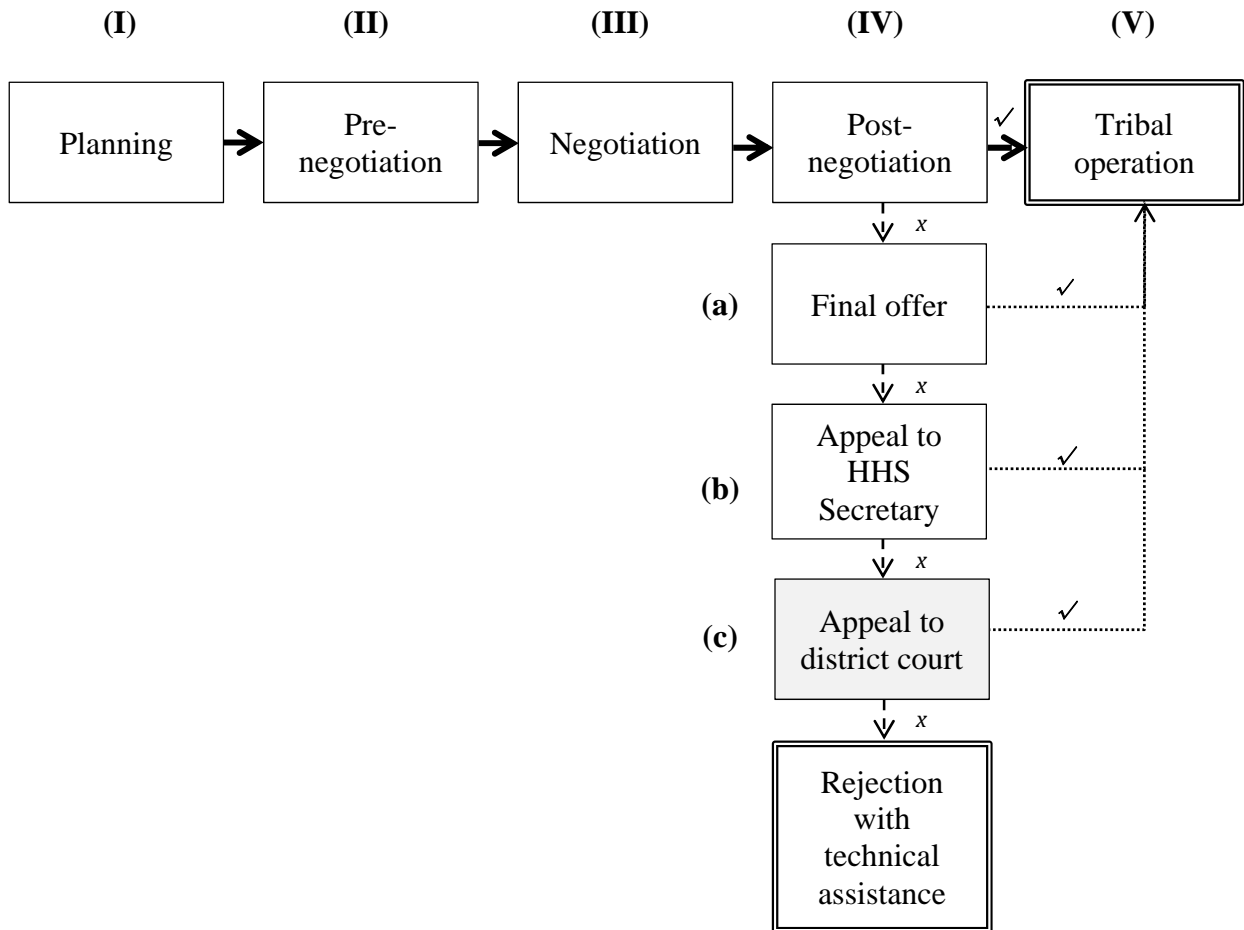 (I)
(II)
(III)
(IV)
(V)
Planning
Pre-
negotiation
Negotiation
Post-
negotiation
✓
Tribal
operation
x
(a)
Final offer
✓
x
(b)
Appeal to
HHS
Secretary
✓
x
(c)
Appeal to
district court
✓
x
Rejection
with
technical
assistance